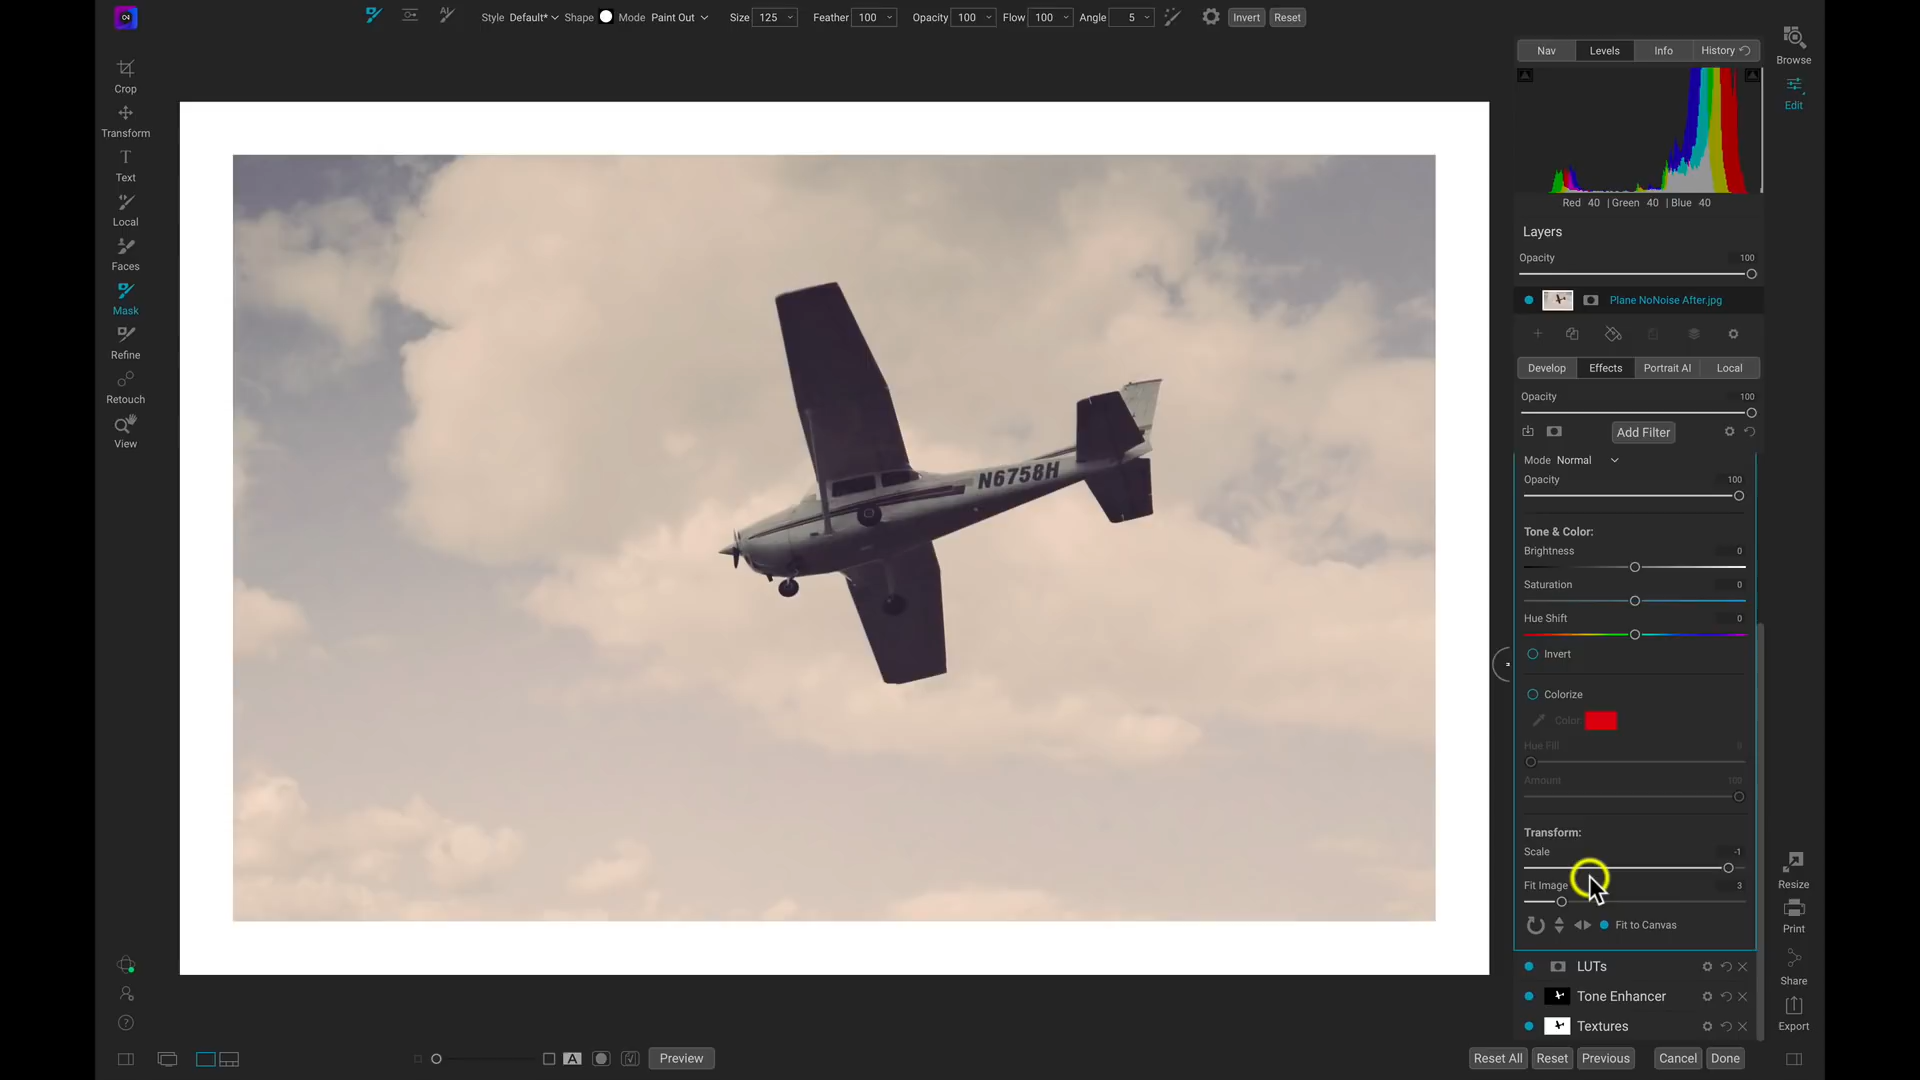 Style Default* Shape Mode Paint Out Size 125 Feather 100 Opacity 100 Flow 100 Angle 5 Invert Reset
Crop
Transform
Text
Local
Faces
Mask
Refine
Retouch
View
N6758H
Nav Levels Info History
Red 40 | Green 40 | Blue 40
Layers
Opacity 100
Plane NoNoise After.jpg
Develop Effects Portrait AI Local
Opacity 100
Add Filter
Mode Normal
Opacity 100
Tone & Color:
Brightness 0
Saturation 0
Hue Shift 0
Invert
Colorize
Color
Hue Fill
Amount 100
Transform:
Scale -1
Fit Image 3
Fit to Canvas
LUTs
Tone Enhancer
Textures
Browse
Edit
Resize
Print
Share
Export
A Preview
Reset All Reset Previous Cancel Done